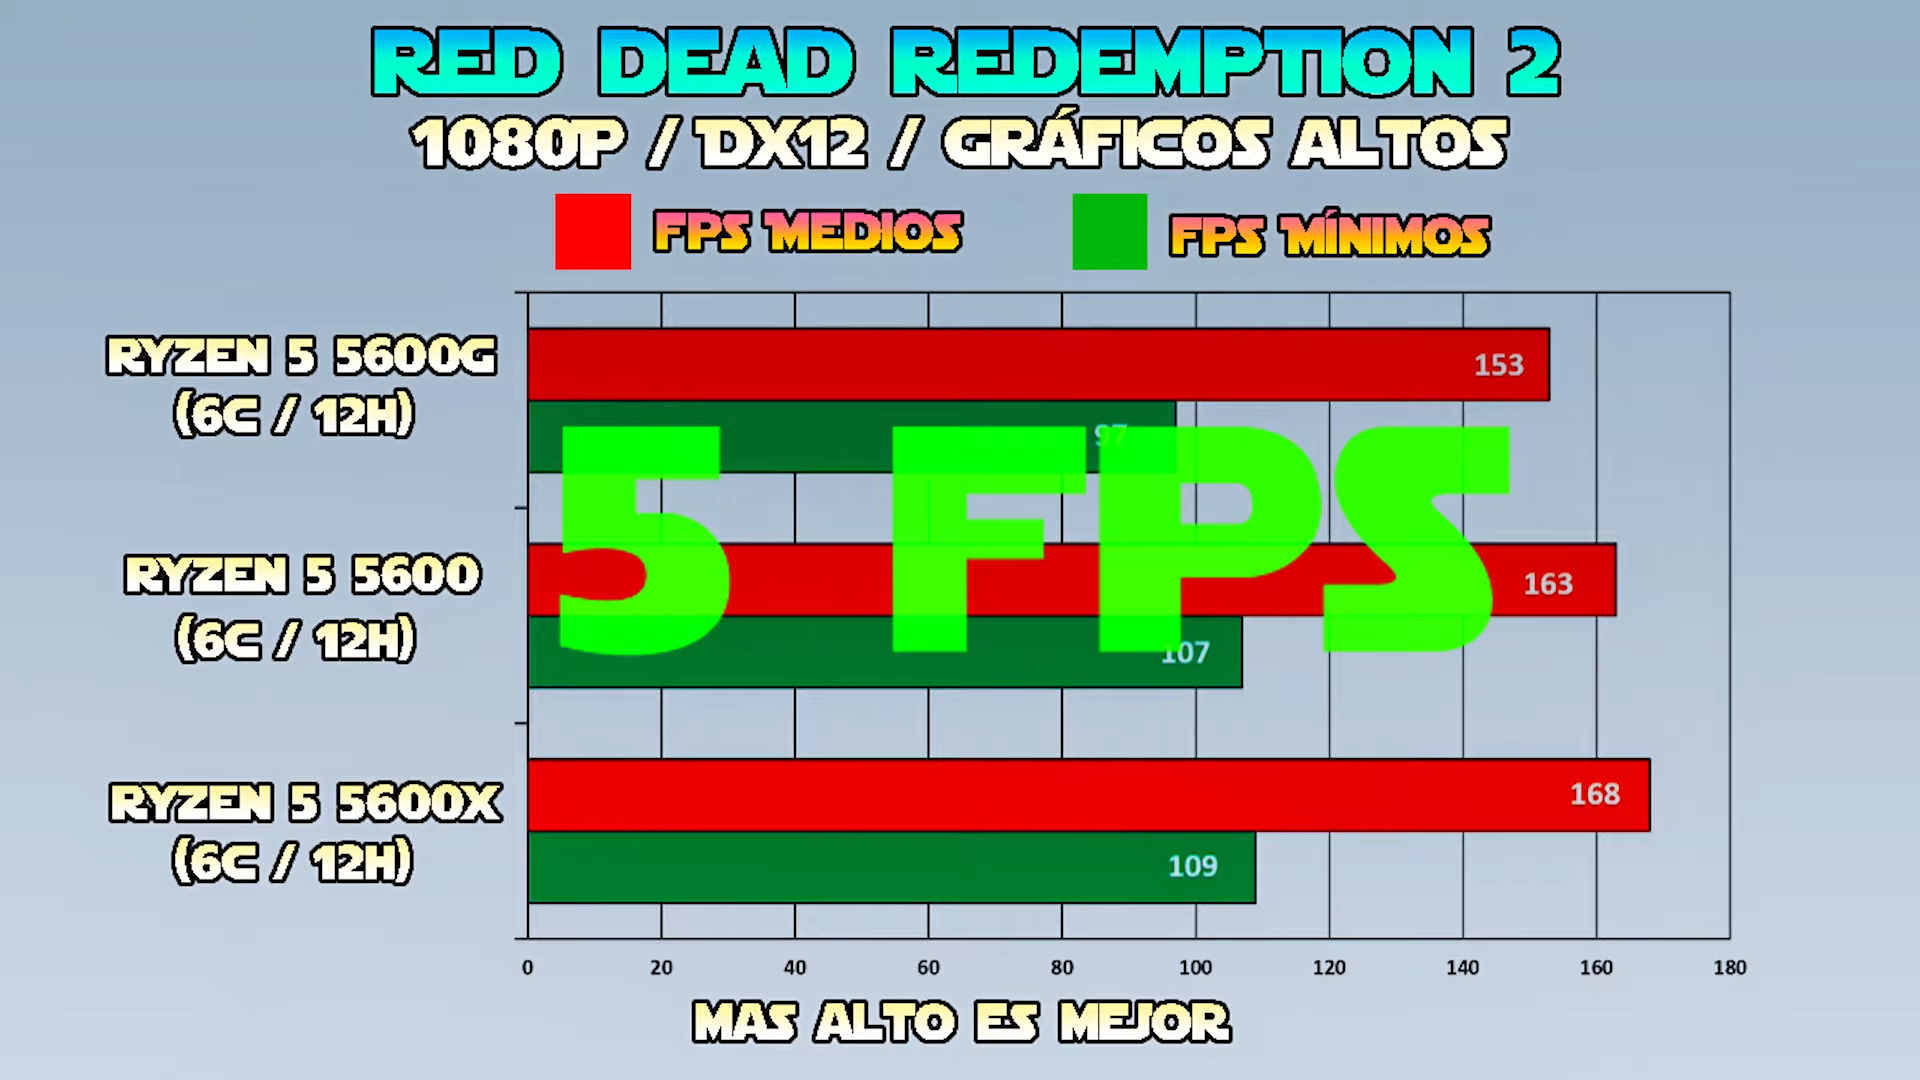 RED DEAD REDEMPTION 2
1080P / DX12 / GRÁFICOS ALTOS
FPS MEDIOS
FPS MÍNIMOS
RYZEN 5 5600G
(6C / 12H)
153
97
5 FPS
RYZEN 5 5600
(6C / 12H)
163
107
RYZEN 5 5600X
(6C / 12H)
168
109
0 20 40 60 80 100 120 140 160 180
MAS ALTO ES MEJOR